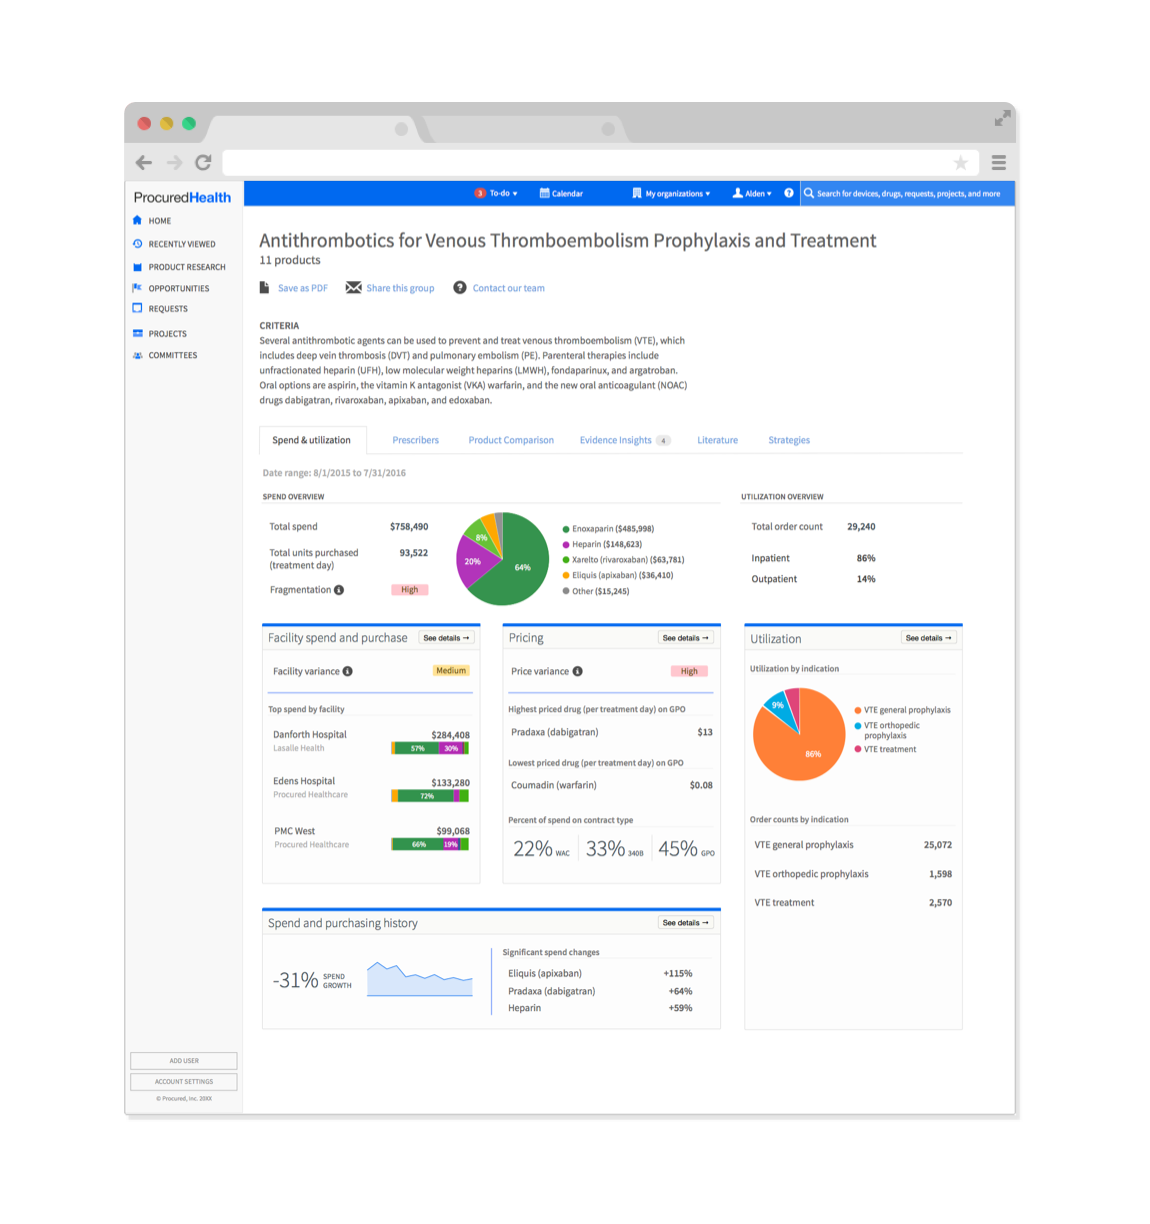 ProcuredHealth
3 To-do
Calendar
My organizations
Alden
?
Search for devices, drugs, requests, projects, and more
HOME
RECENTLY VIEWED
PRODUCT RESEARCH
OPPORTUNITIES
REQUESTS
PROJECTS
COMMITTEES
Antithrombotics for Venous Thromboembolism Prophylaxis and Treatment
11 products
Save as PDF
Share this group
? Contact our team
CRITERIA
Several antithrombotic agents can be used to prevent and treat venous thromboembolism (VTE), which
includes deep vein thrombosis (DVT) and pulmonary embolism (PE). Parenteral therapies include
unfractionated heparin (UFH), low molecular weight heparins (LMWH), fondaparinux, and argatroban.
Oral options are aspirin, the vitamin K antagonist (VKA) warfarin, and the new oral anticoagulant (NOAC)
drugs dabigatran, rivaroxaban, apixaban, and edoxaban.
Spend & utilization
Prescribers
Product Comparison
Evidence Insights 4
Literature
Strategies
Date range: 8/1/2015 to 7/31/2016
SPEND OVERVIEW
Total spend $758,490
Total units purchased 93,522
(treatment day)
Fragmentation i High
8%
20%
64%
Enoxaparin ($485,998)
Heparin ($148,623)
Xarelto (rivaroxaban) ($63,781)
Eliquis (apixaban) ($36,410)
Other ($15,245)
UTILIZATION OVERVIEW
Total order count 29,240
Inpatient 86%
Outpatient 14%
Facility spend and purchase See details →
Facility variance i Medium
Top spend by facility
Danforth Hospital $284,408
Lasalle Health 57% 30%
Edens Hospital $133,280
Procured Healthcare 72%
PMC West $99,068
Procured Healthcare 66% 19%
Pricing See details →
Price variance i High
Highest priced drug (per treatment day) on GPO
Pradaxa (dabigatran) $13
Lowest priced drug (per treatment day) on GPO
Coumadin (warfarin) $0.08
Percent of spend on contract type
22% WAC 33% 340B 45% GPO
Utilization See details →
Utilization by indication
9%
86%
VTE general prophylaxis
VTE orthopedic
prophylaxis
VTE treatment
Order counts by indication
VTE general prophylaxis 25,072
VTE orthopedic prophylaxis 1,598
VTE treatment 2,570
Spend and purchasing history See details →
-31% SPEND
GROWTH
Significant spend changes
Eliquis (apixaban) +115%
Pradaxa (dabigatran) +64%
Heparin +59%
ADD USER
ACCOUNT SETTINGS
© Procured, Inc. 20XX